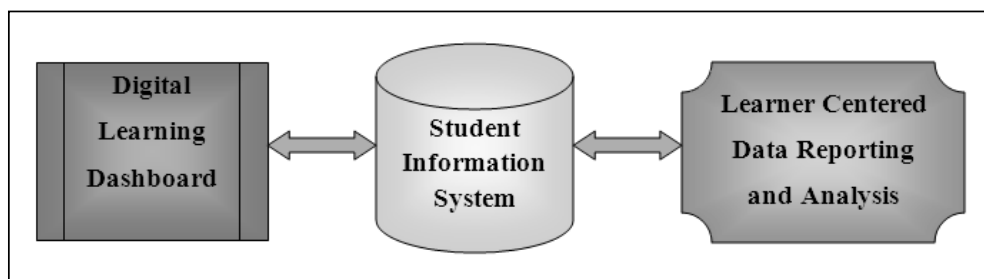 Digital
Learning
Dashboard
Student
Information
System
Learner Centered
Data Reporting
and Analysis